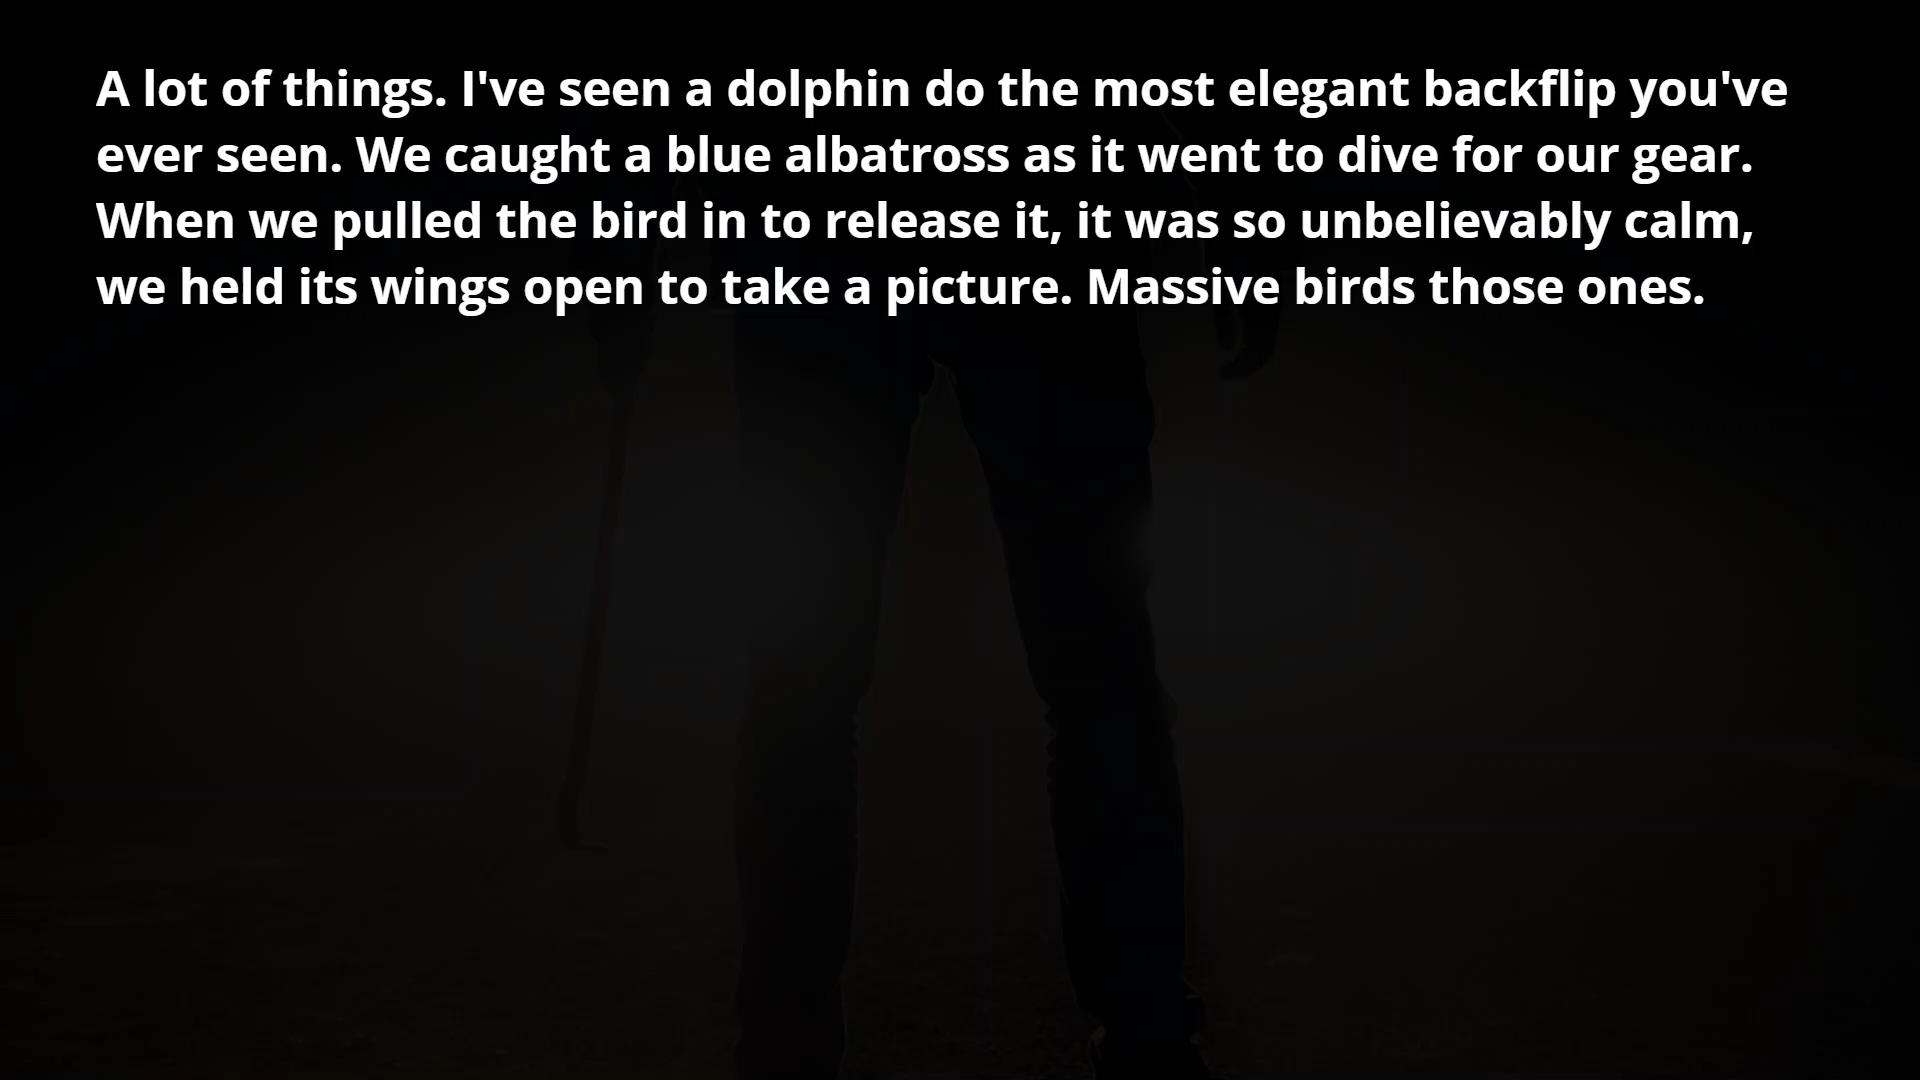 A lot of things. I've seen a dolphin do the most elegant backflip you've
ever seen. We caught a blue albatross as it went to dive for our gear.
When we pulled the bird in to release it, it was so unbelievably calm,
we held its wings open to take a picture. Massive birds those ones.